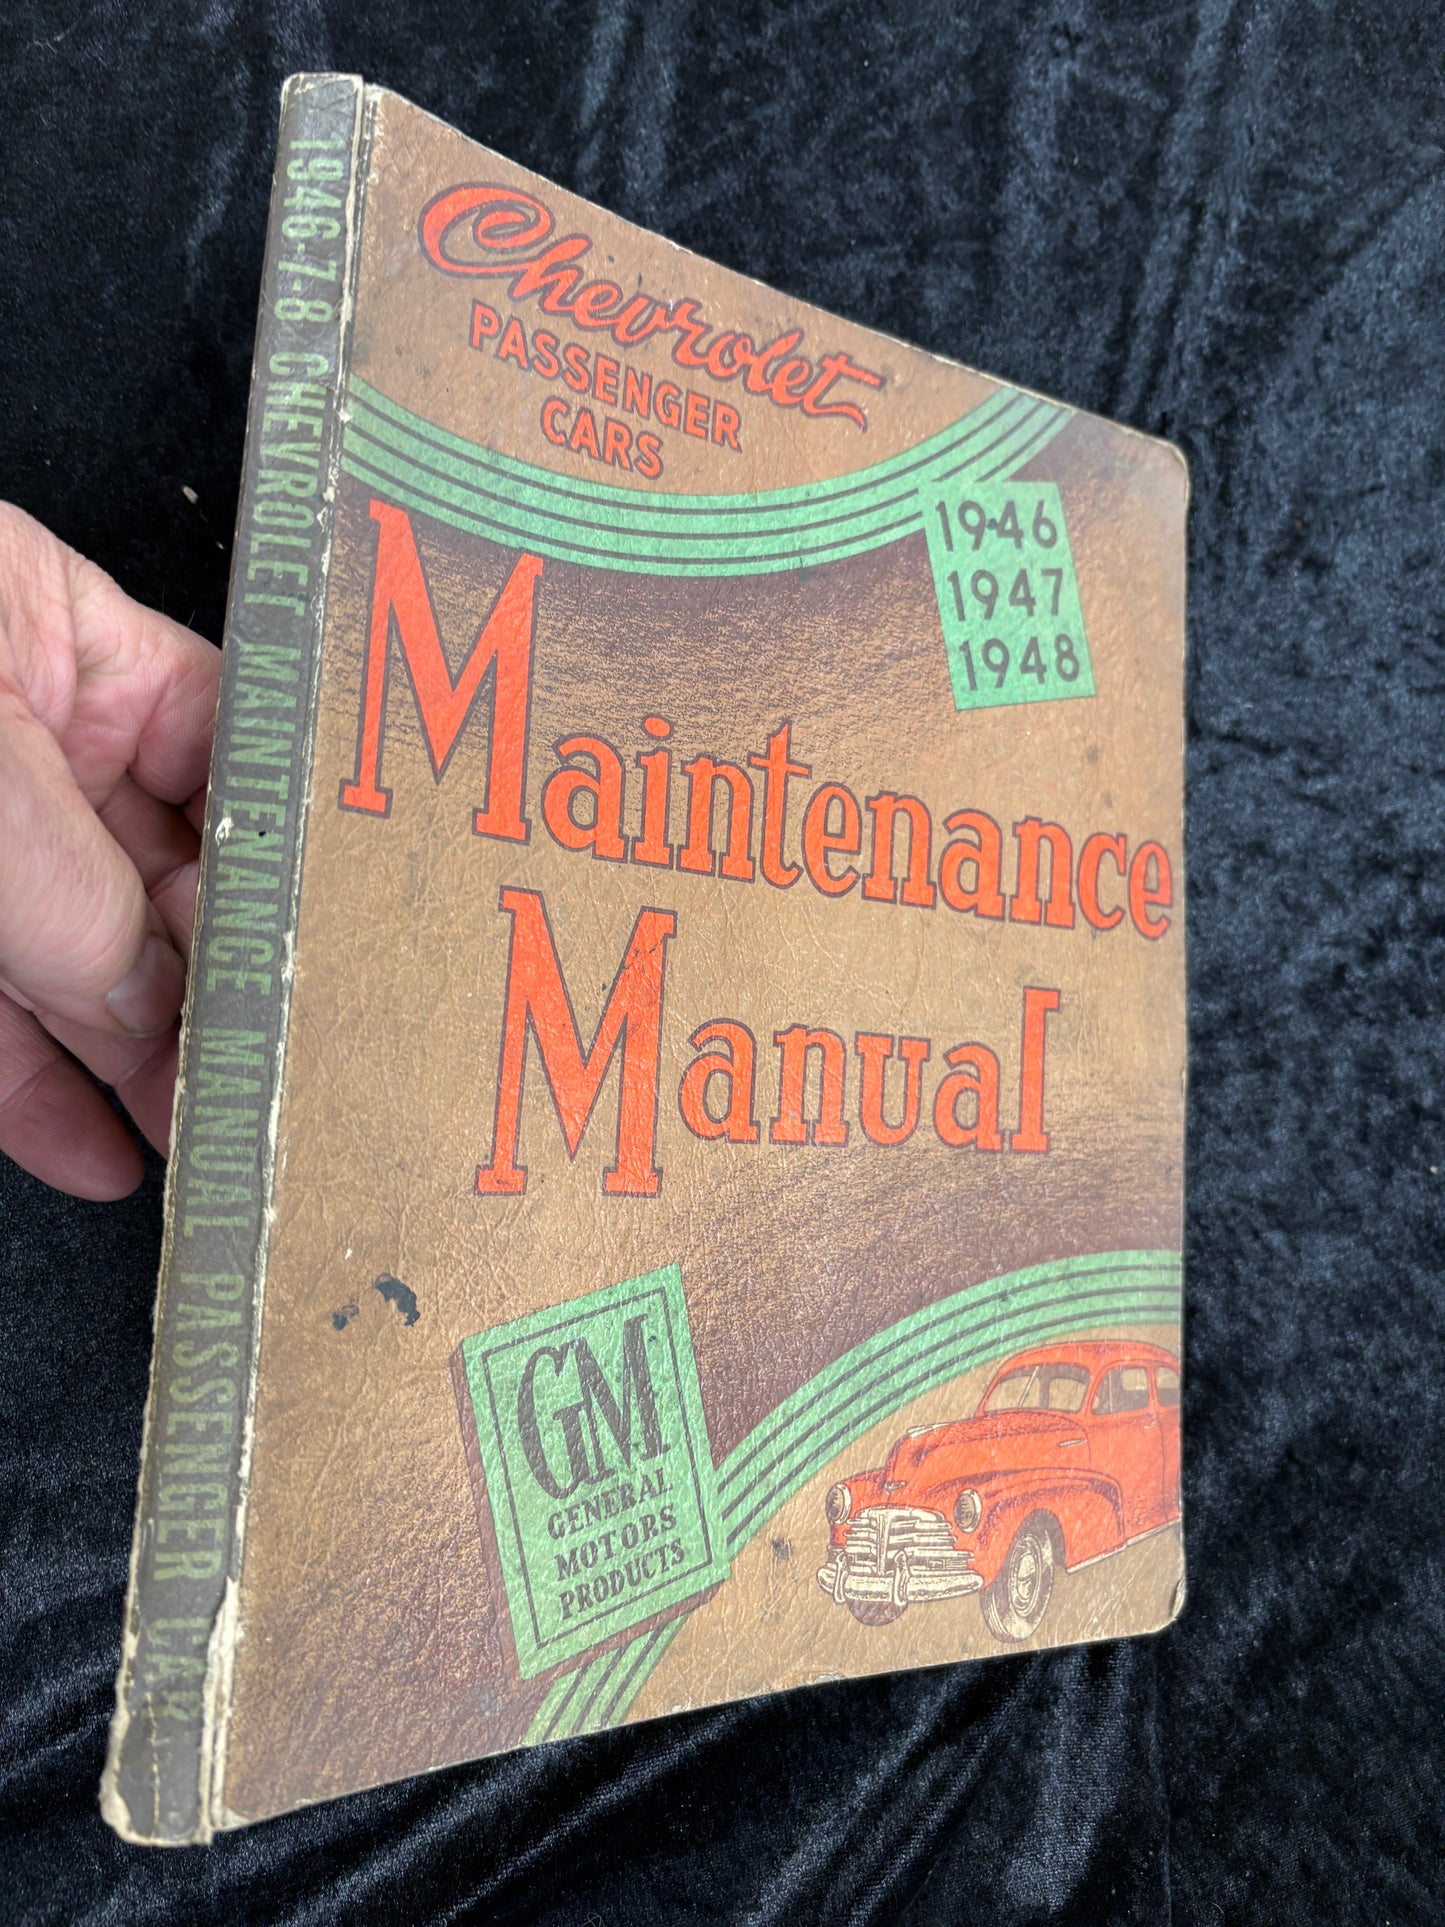 1946-7-8 CHEVROLET MAINTENANCE MANUAL PASSENGER CARS
Chevrolet
PASSENGER
CARS
1946
1947
1948
Maintenance
Manual
GM
GENERAL
MOTORS
PRODUCTS